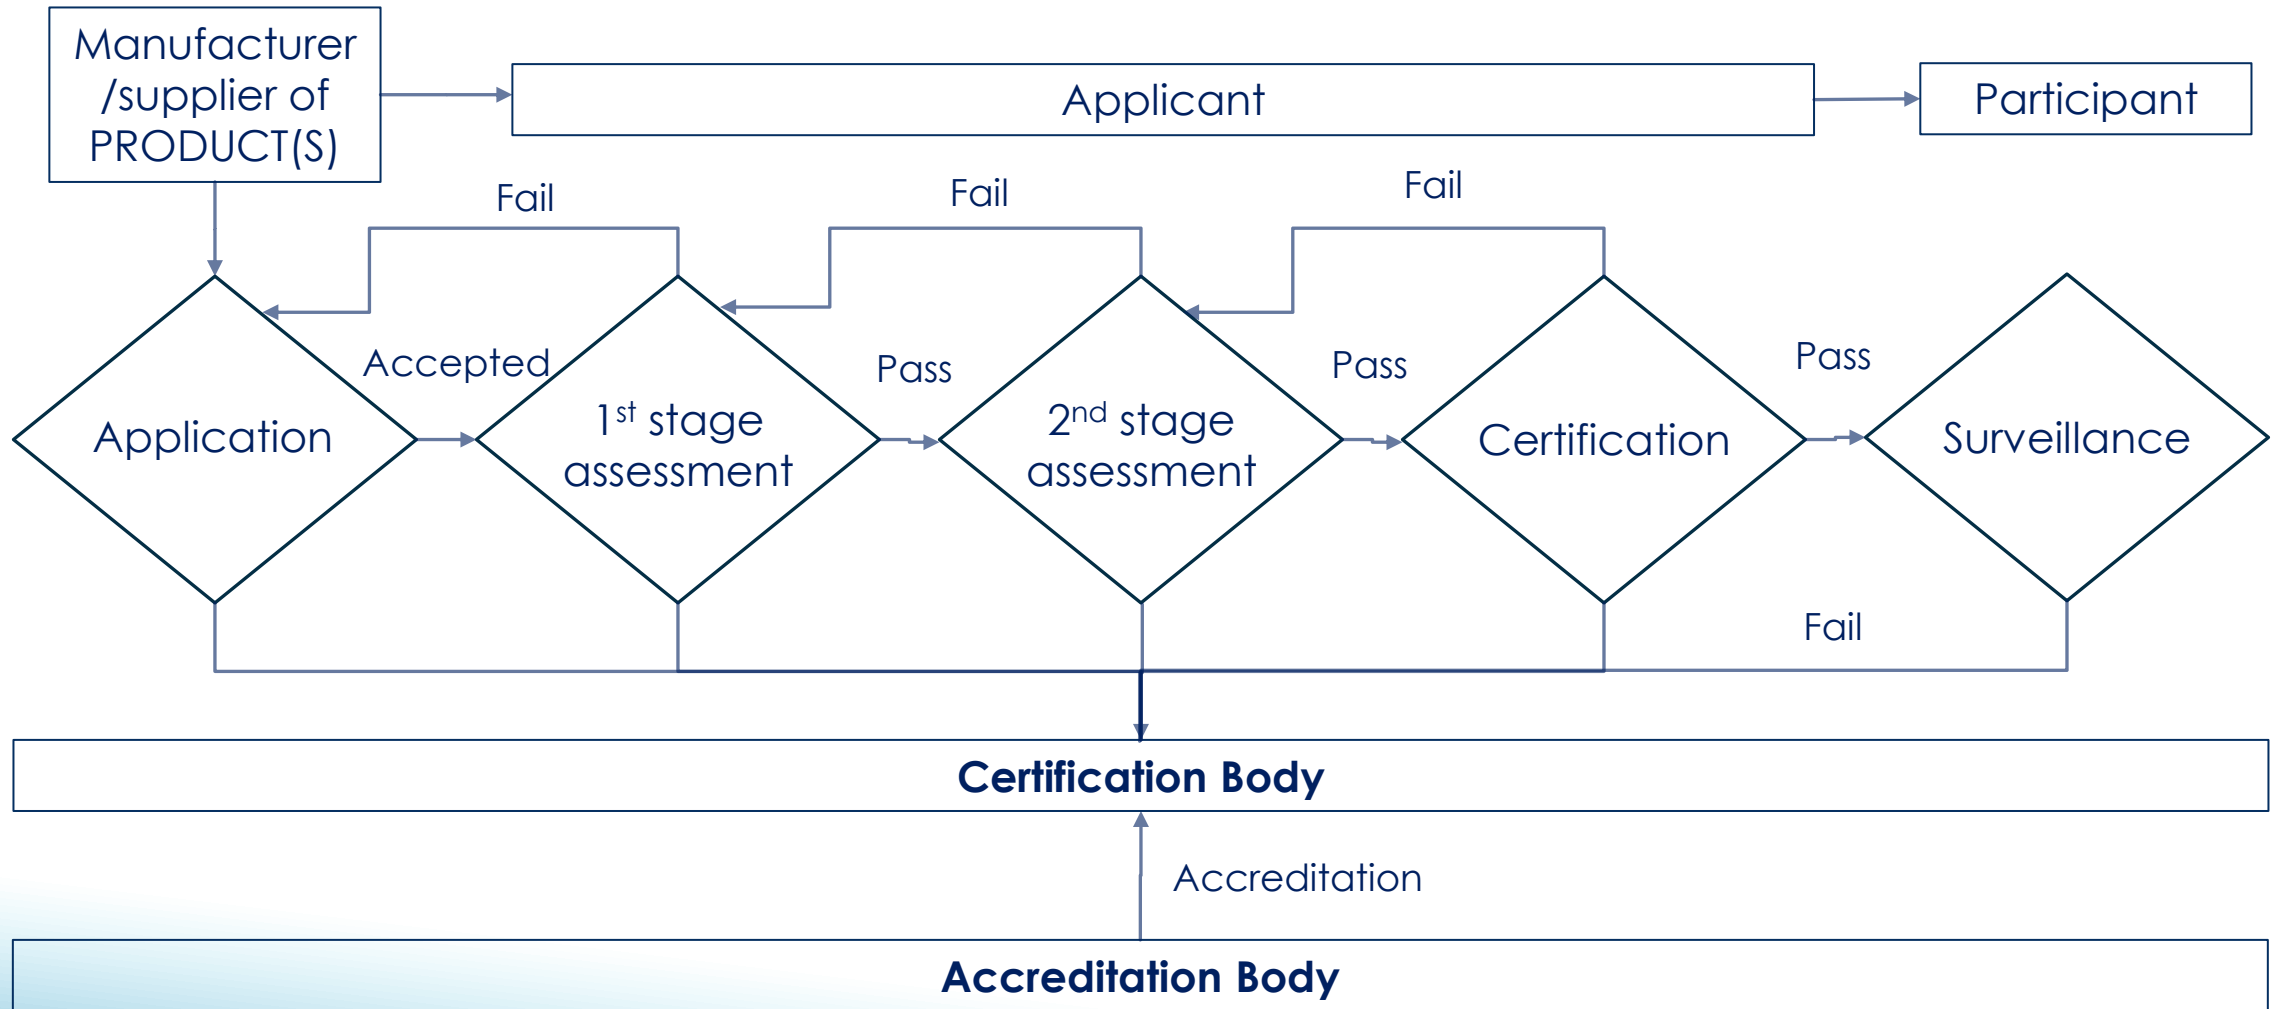 Manufacturer
/supplier of
PRODUCT(S)
Applicant
Participant
Fail
Fail
Fail
Accepted
Pass
Pass
Pass
Application
1st stage
assessment
2nd stage
assessment
Certification
Surveillance
Fail
Certification Body
Accreditation
Accreditation Body